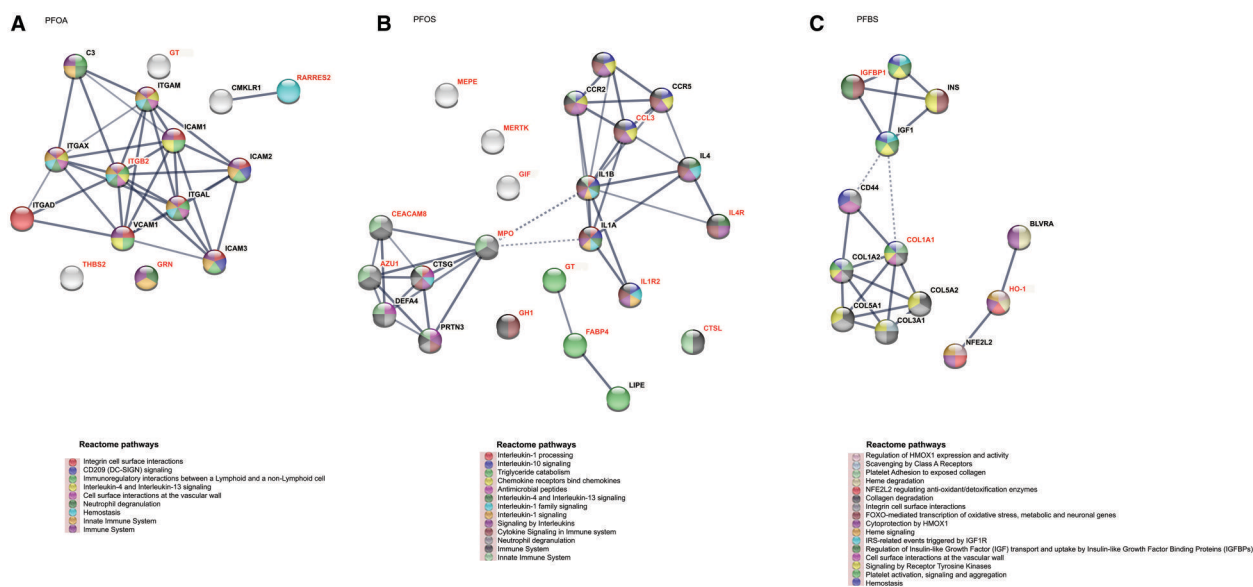 A
PFOA
C3
GT
ITGAM
CMKLR1
RARRES2
ICAM1
ITGAX
ITGB2
ICAM2
ITGAD
ITGAL
VCAM1
ICAM3
THBS2
GRN
Reactome pathways
Integrin cell surface interactions
CD209 (DC-SIGN) signaling
Immunoregulatory interactions between a Lymphoid and a non-Lymphoid cell
Interleukin-4 and Interleukin-13 signaling
Cell surface interactions at the vascular wall
Neutrophil degranulation
Hemostasis
Innate Immune System
Immune System
B
PFOS
MEPE
CCR2
CCR5
MERTK
CCL3
IL4
GIF
IL1B
IL4R
CEACAM8
MPO
IL1A
AZU1
CTSG
GT
IL1R2
DEFA4
PRTN3
GH1
FABP4
CTSL
LIPE
Reactome pathways
Interleukin-1 processing
Interleukin-10 signaling
Triglyceride catabolism
Chemokine receptors bind chemokines
Antimicrobial peptides
Interleukin-4 and Interleukin-13 signaling
Interleukin-1 family signaling
Interleukin-1 signaling
Signaling by Interleukins
Cytokine Signaling in Immune system
Neutrophil degranulation
Immune System
Innate Immune System
C
PFBS
IGFBP1
INS
IGF1
CD44
COL1A1
BLVRA
COL1A2
COL5A2
COL5A1
COL3A1
HO-1
NFE2L2
Reactome pathways
Regulation of HMOX1 expression and activity
Scavenging by Class A Receptors
Platelet Adhesion to exposed collagen
Heme degradation
NFE2L2 regulating anti-oxidant/detoxification enzymes
Collagen degradation
Integrin cell surface interactions
FOXO-mediated transcription of oxidative stress, metabolic and neuronal genes
Cytoprotection by HMOX1
Heme signaling
IRS-related events triggered by IGF1R
Regulation of Insulin-like Growth Factor (IGF) transport and uptake by Insulin-like Growth Factor Binding Proteins (IGFBPs)
Cell surface interactions at the vascular wall
Signaling by Receptor Tyrosine Kinases
Platelet activation, signaling and aggregation
Hemostasis